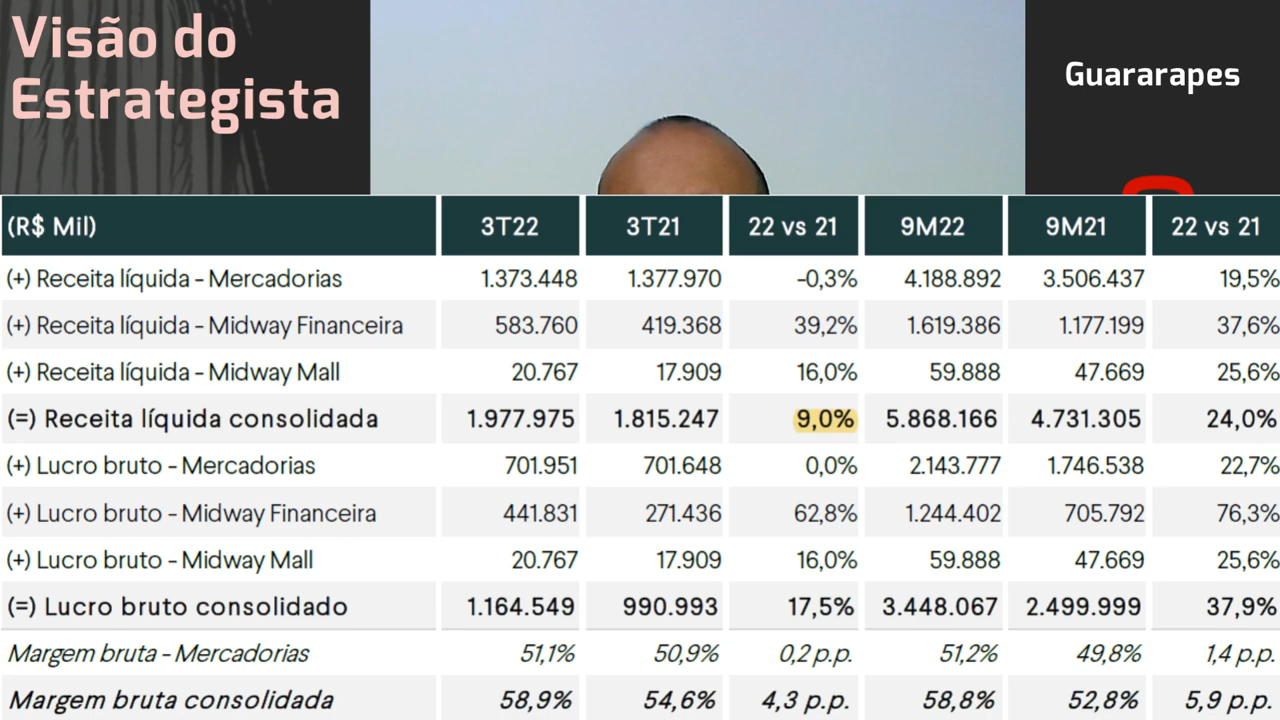 Visão do
Estrategista
Guararapes
(R$ Mil) 3T22 3T21 22 vs 21 9M22 9M21 22 vs 21
(+) Receita líquida - Mercadorias 1.373.448 1.377.970 -0,3% 4.188.892 3.506.437 19,5%
(+) Receita líquida - Midway Financeira 583.760 419.368 39,2% 1.619.386 1.177.199 37,6%
(+) Receita líquida - Midway Mall 20.767 17.909 16,0% 59.888 47.669 25,6%
(=) Receita líquida consolidada 1.977.975 1.815.247 9,0% 5.868.166 4.731.305 24,0%
(+) Lucro bruto - Mercadorias 701.951 701.648 0,0% 2.143.777 1.746.538 22,7%
(+) Lucro bruto - Midway Financeira 441.831 271.436 62,8% 1.244.402 705.792 76,3%
(+) Lucro bruto - Midway Mall 20.767 17.909 16,0% 59.888 47.669 25,6%
(=) Lucro bruto consolidado 1.164.549 990.993 17,5% 3.448.067 2.499.999 37,9%
Margem bruta - Mercadorias 51,1% 50,9% 0,2 p.p. 51,2% 49,8% 1,4 p.p.
Margem bruta consolidada 58,9% 54,6% 4,3 p.p. 58,8% 52,8% 5,9 p.p.